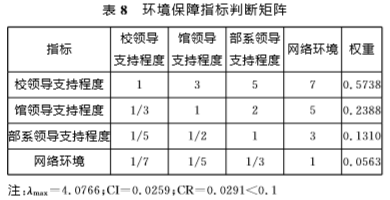 表8 环境保障指标判断矩阵
指标 校领导支持程度 馆领导支持程度 部系领导支持程度 网络环境 权重
校领导支持程度 1 3 5 7 0.5738
馆领导支持程度 1/3 1 2 5 0.2388
部系领导支持程度 1/5 1/2 1 3 0.1310
网络环境 1/7 1/5 1/3 1 0.0563
注:λmax=4.0766;CI=0.0259;CR=0.0291<0.1